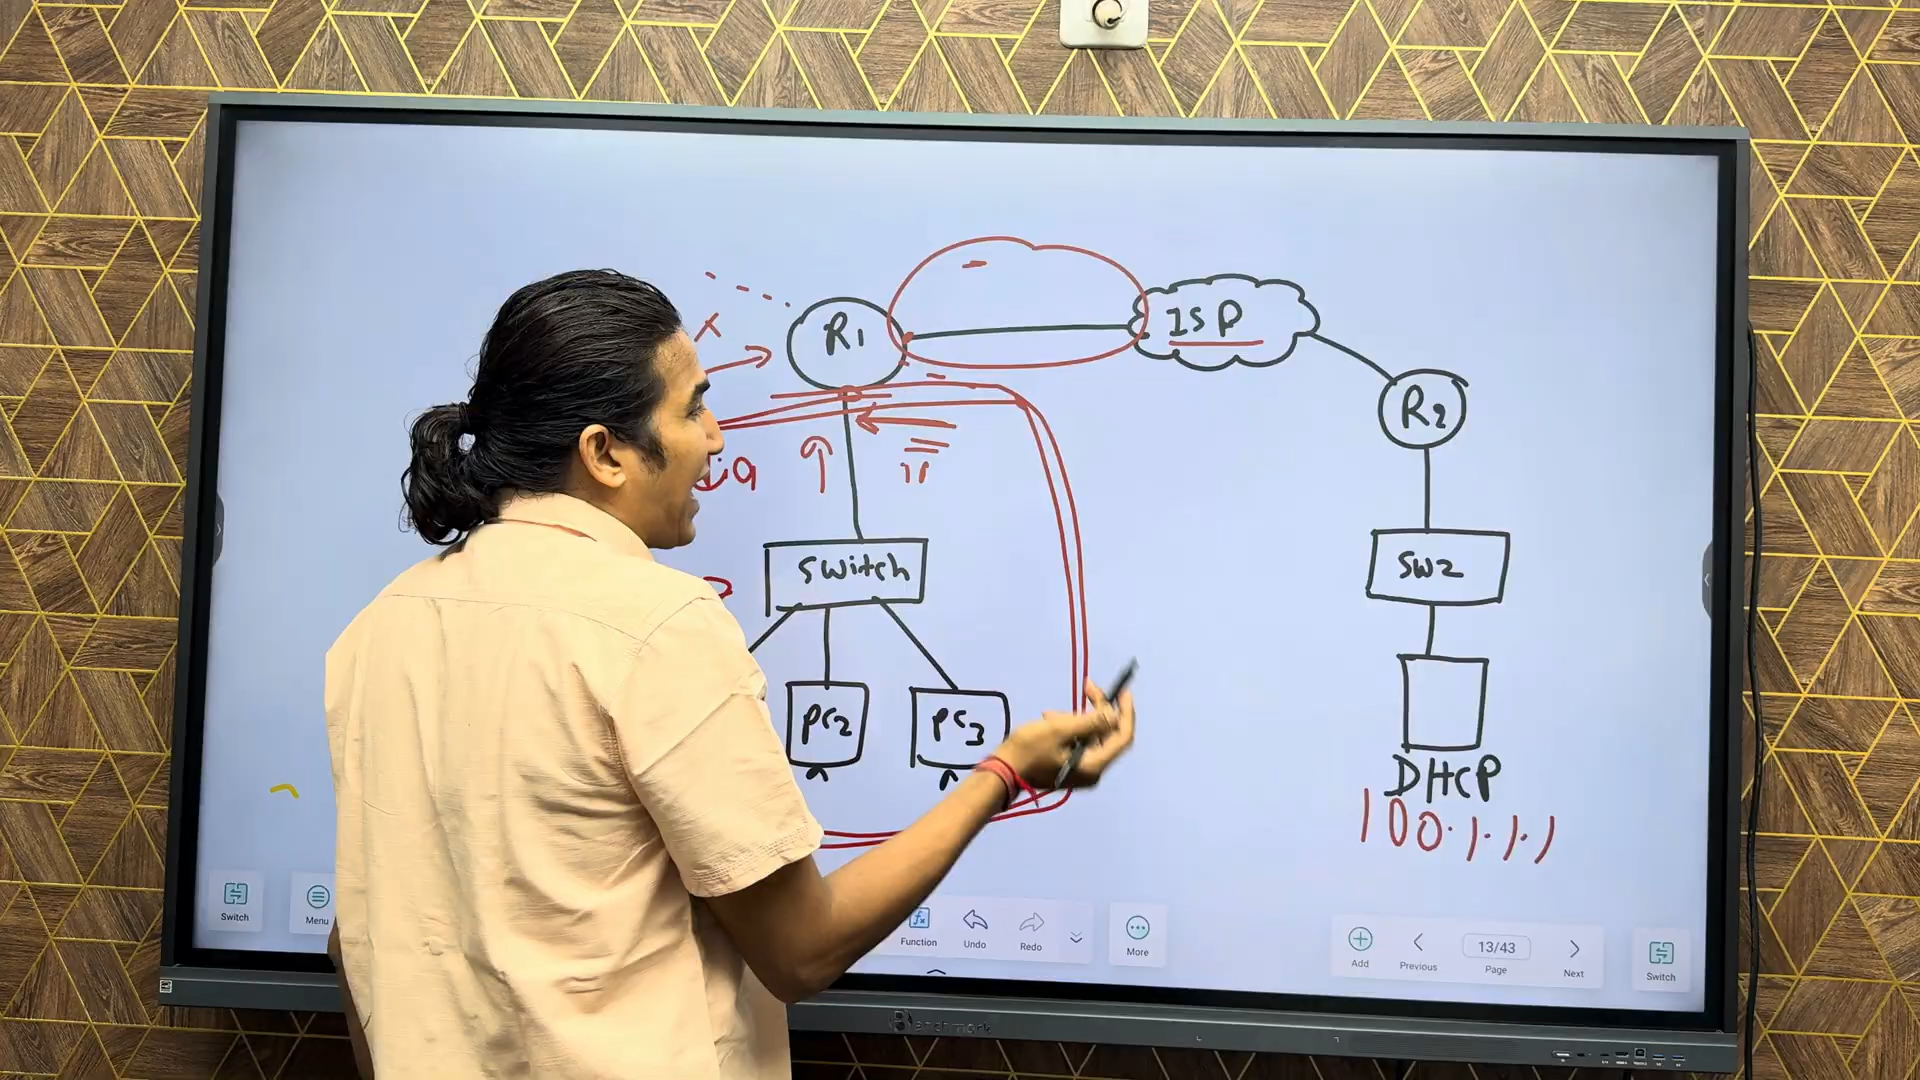 R1
ISP
R2
Switch
SW2
PC2
PC3
DHCP
100.1.1.1
Switch
Menu
Function
Undo
Redo
More
Add
Previous
13/43
Page
Next
Switch
Benchmark